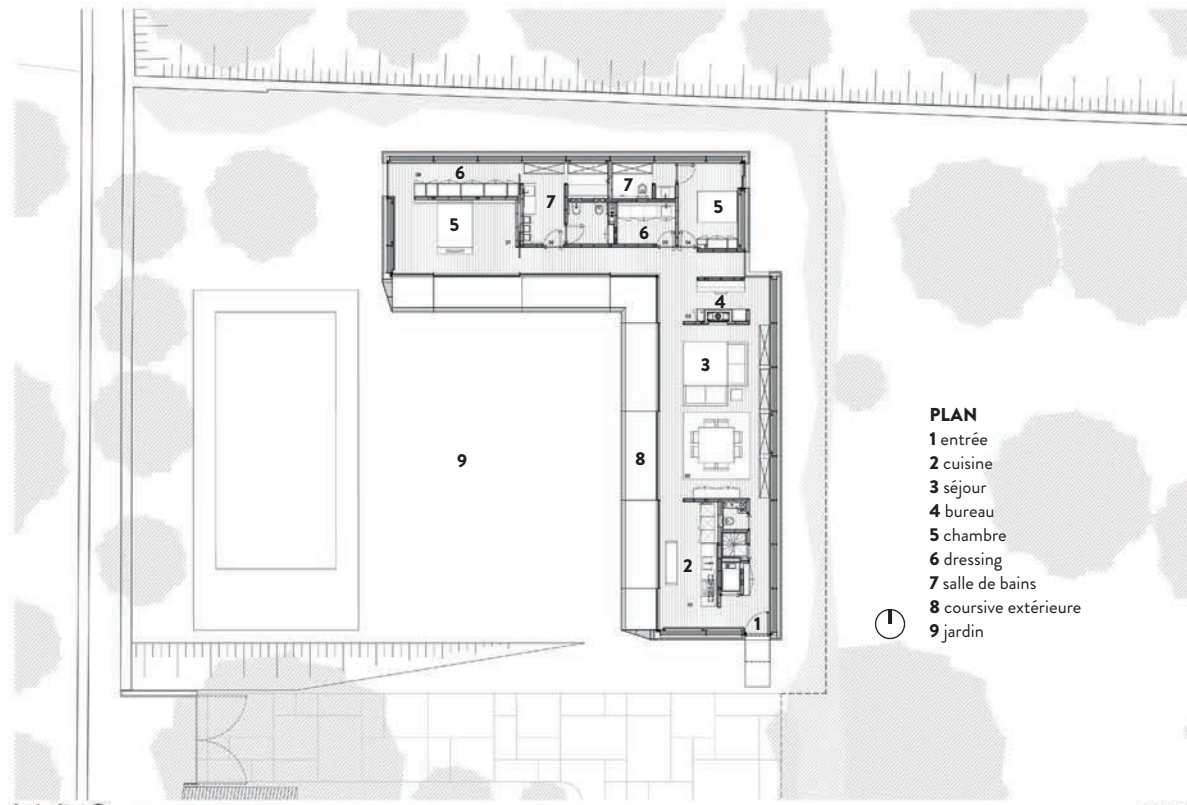 6
7
7
5
5
6
4
3
9
8
2
1
PLAN
1 entrée
2 cuisine
3 séjour
4 bureau
5 chambre
6 dressing
7 salle de bains
8 coursive extérieure
9 jardin